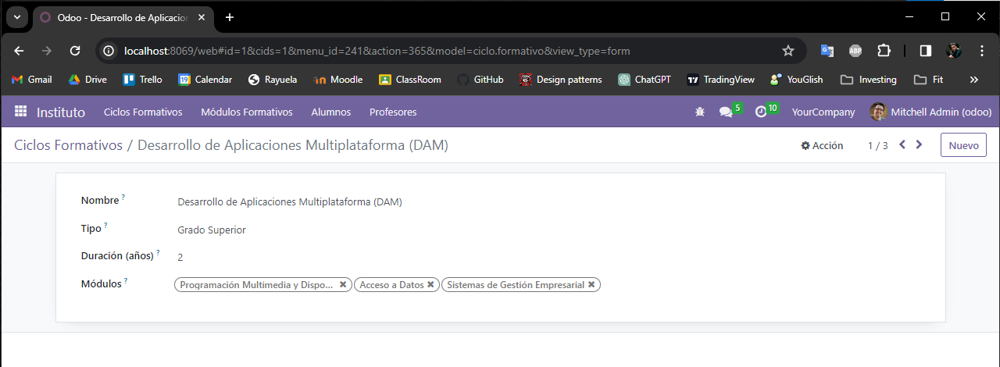 Odoo - Desarrollo de Aplicacion
localhost:8069/web#id=1&cids=1&menu_id=241&action=365&model=ciclo.formativo&view_type=form
Gmail Drive Trello Calendar Rayuela Moodle ClassRoom GitHub Design patterns ChatGPT TradingView YouGlish Investing Fit »
Instituto Ciclos Formativos Módulos Formativos Alumnos Profesores 5 10 YourCompany Mitchell Admin (odoo)
Ciclos Formativos / Desarrollo de Aplicaciones Multiplataforma (DAM) Acción 1 / 3 Nuevo
Nombre ? Desarrollo de Aplicaciones Multiplataforma (DAM)
Tipo ? Grado Superior
Duración (años) ? 2
Módulos ? Programación Multimedia y Dispo... Acceso a Datos Sistemas de Gestión Empresarial